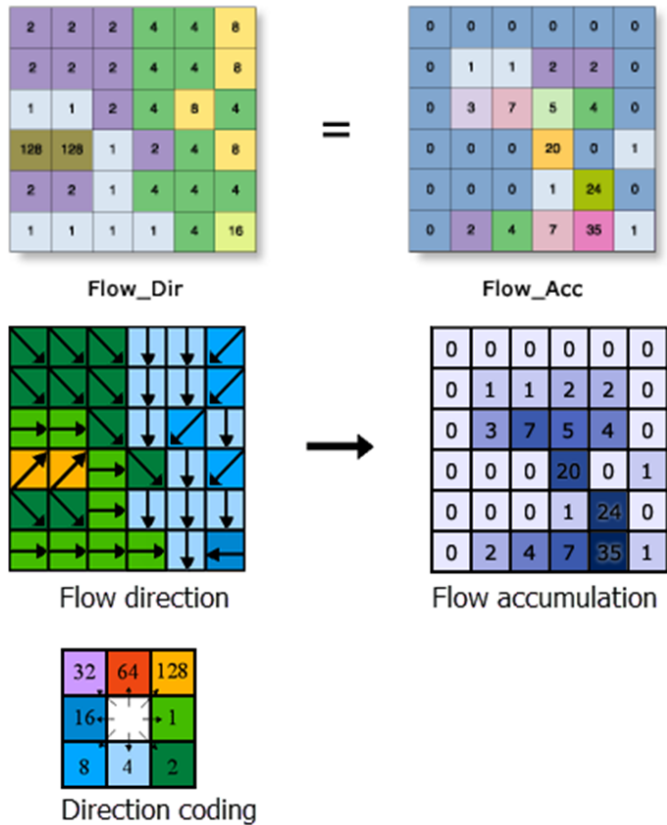 2 2 2 4 4 8
2 2 2 4 4 8
1 1 2 4 8 4
128 128 1 2 4 8
2 2 1 4 4 4
1 1 1 1 4 16
Flow_Dir
=
0 0 0 0 0 0
0 1 1 2 2 0
0 3 7 5 4 0
0 0 0 20 0 1
0 0 0 1 24 0
0 2 4 7 35 1
Flow_Acc
Flow direction
0 0 0 0 0 0
0 1 1 2 2 0
0 3 7 5 4 0
0 0 0 20 0 1
0 0 0 1 24 0
0 2 4 7 35 1
Flow accumulation
32 64 128
16 1
8 4 2
Direction coding